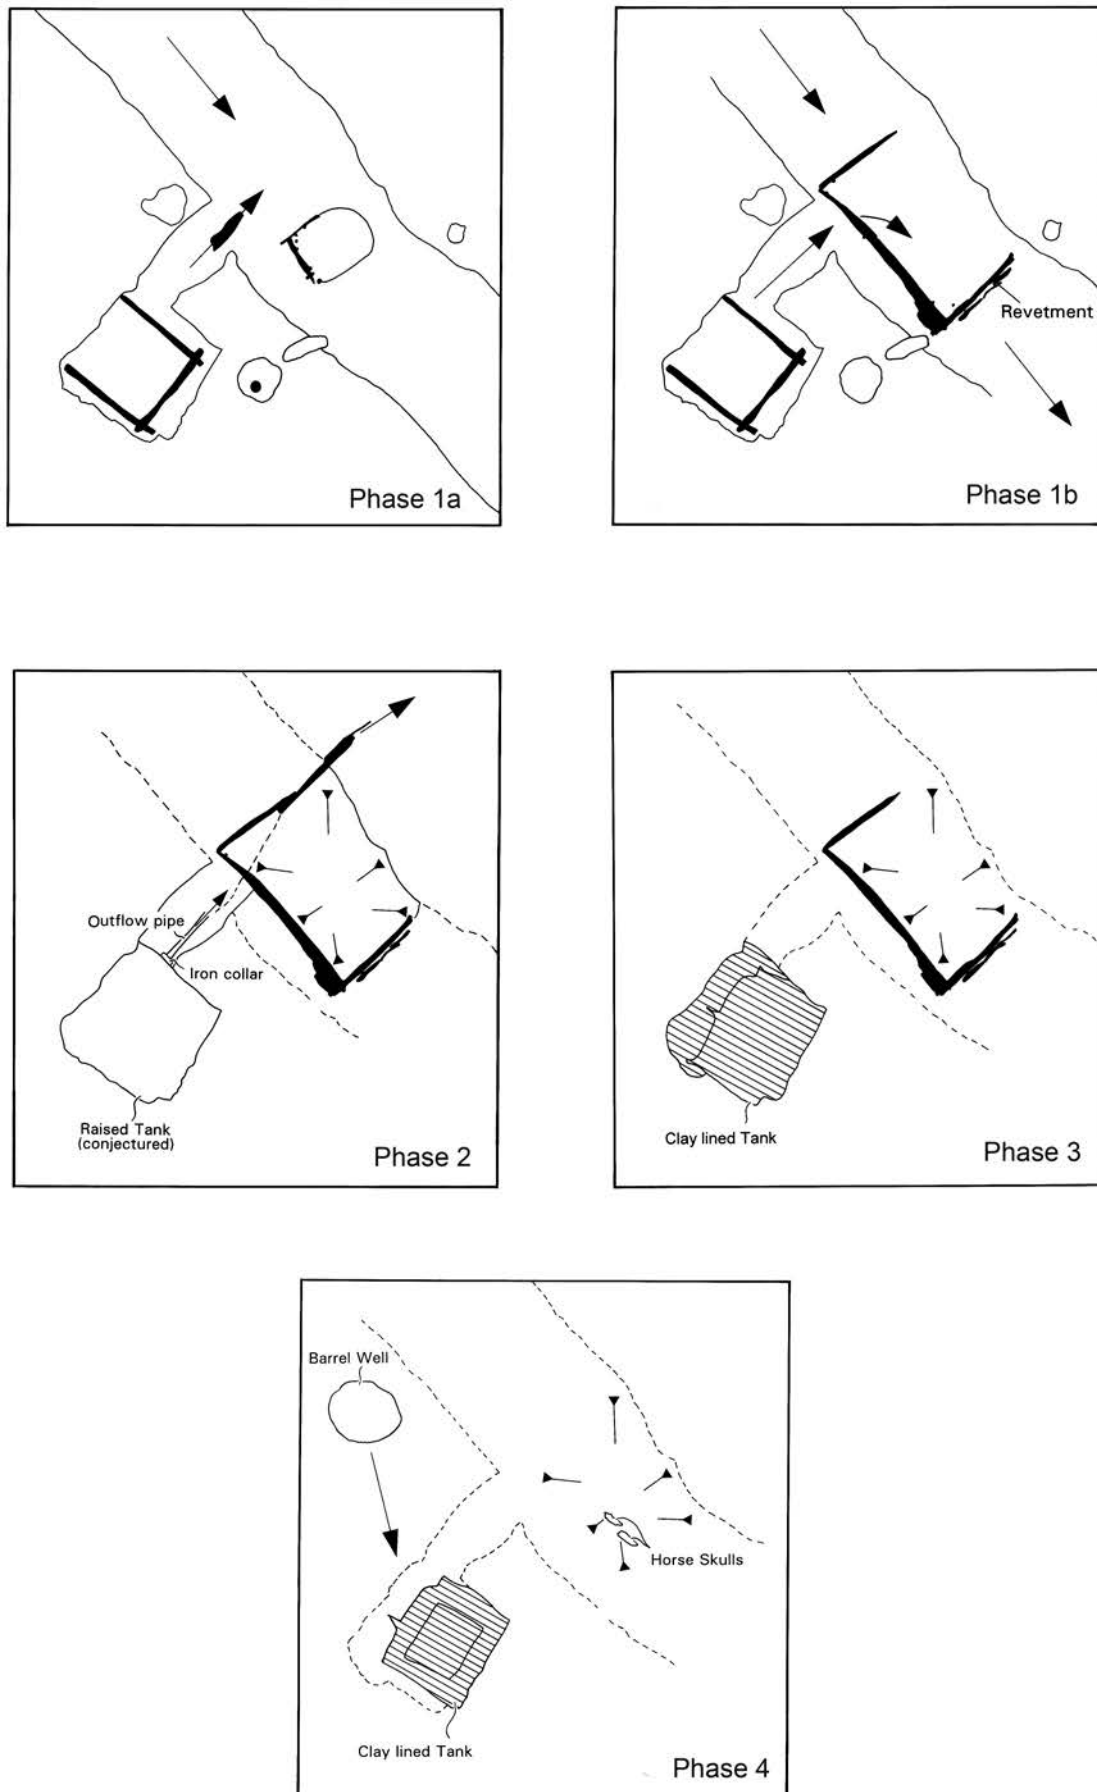 Phase 1a
Revetment
Phase 1b
Outflow pipe
Iron collar
Raised Tank
(conjectured)
Phase 2
Clay lined Tank
Phase 3
Barrel Well
Horse Skulls
Clay lined Tank
Phase 4